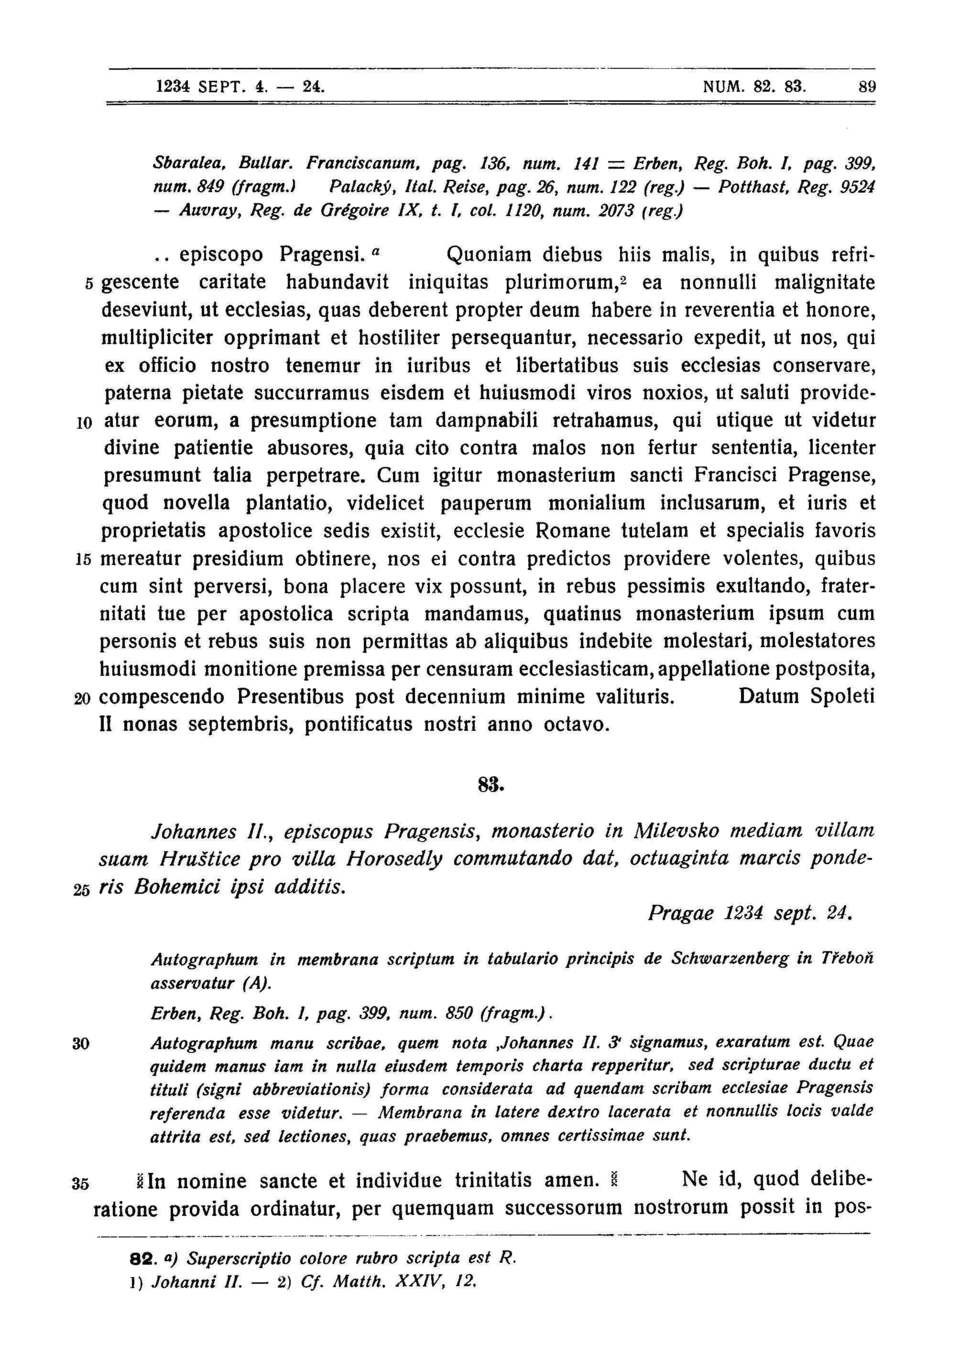 1234 SEPT. 4. — 24. NUM. 82. 83. 89
Sbaralea, Bullar. Franciscanum, pag. 136, num. 141 = Erben, Reg. Boh. I, pag. 399,
num. 849 (fragm.) Palacký, Ital. Reise, pag. 26, num. 122 (reg.) — Potthast, Reg. 9524
— Auvray, Reg. de Grégoire IX, t. I, col. 1120, num. 2073 (reg.)
.. episcopo Pragensi. a Quoniam diebus hiis malis, in quibus refri-
5 gescente caritate habundavit iniquitas plurimorum,2 ea nonnulli malignitate
deseviunt, ut ecclesias, quas deberent propter deum habere in reverentia et honore,
multipliciter opprimant et hostiliter persequantur, necessario expedit, ut nos, qui
ex officio nostro tenemur in iuribus et libertatibus suis ecclesias conservare,
paterna pietate succurramus eisdem et huiusmodi viros noxios, ut saluti provide-
10 atur eorum, a presumptione tam dampnabili retrahamus, qui utique ut videtur
divine patientie abusores, quia cito contra malos non fertur sententia, licenter
presumunt talia perpetrare. Cum igitur monasterium sancti Francisci Pragense,
quod novella plantatio, videlicet pauperum monialium inclusarum, et iuris et
proprietatis apostolice sedis existit, ecclesie Romane tutelam et specialis favoris
15 mereatur presidium obtinere, nos ei contra predictos providere volentes, quibus
cum sint perversi, bona placere vix possunt, in rebus pessimis exultando, frater-
nitati tue per apostolica scripta mandamus, quatinus monasterium ipsum cum
personis et rebus suis non permittas ab aliquibus indebite molestari, molestatores
huiusmodi monitione premissa per censuram ecclesiasticam, appellatione postposita,
20 compescendo Presentibus post decennium minime valituris. Datum Spoleti
II nonas septembris, pontificatus nostri anno octavo.
83.
Johannes II., episcopus Pragensis, monasterio in Milevsko mediam villam
suam Hruštice pro villa Horosedly commutando dat, octuaginta marcis ponde-
25 ris Bohemici ipsi additis.
Pragae 1234 sept. 24.
Autographum in membrana scriptum in tabulario principis de Schwarzenberg in Třeboň
asservatur (A).
Erben, Reg. Boh. I, pag. 399, num. 850 (fragm.).
30 Autographum manu scribae, quem nota ‚Johannes II. 3‘ signamus, exaratum est. Quae
quidem manus iam in nulla eiusdem temporis charta repperitur, sed scripturae ductu et
tituli (signi abbreviationis) forma considerata ad quendam scribam ecclesiae Pragensis
referenda esse videtur. — Membrana in latere dextro lacerata et nonnullis locis valde
attrita est, sed lectiones, quas praebemus, omnes certissimae sunt.
35 In nomine sancte et individue trinitatis amen. Ne id, quod delibe-
ratione provida ordinatur, per quemquam successorum nostrorum possit in pos-
82. a) Superscriptio colore rubro scripta est R.
1) Johanni II. — 2) Cf. Matth. XXIV, 12.